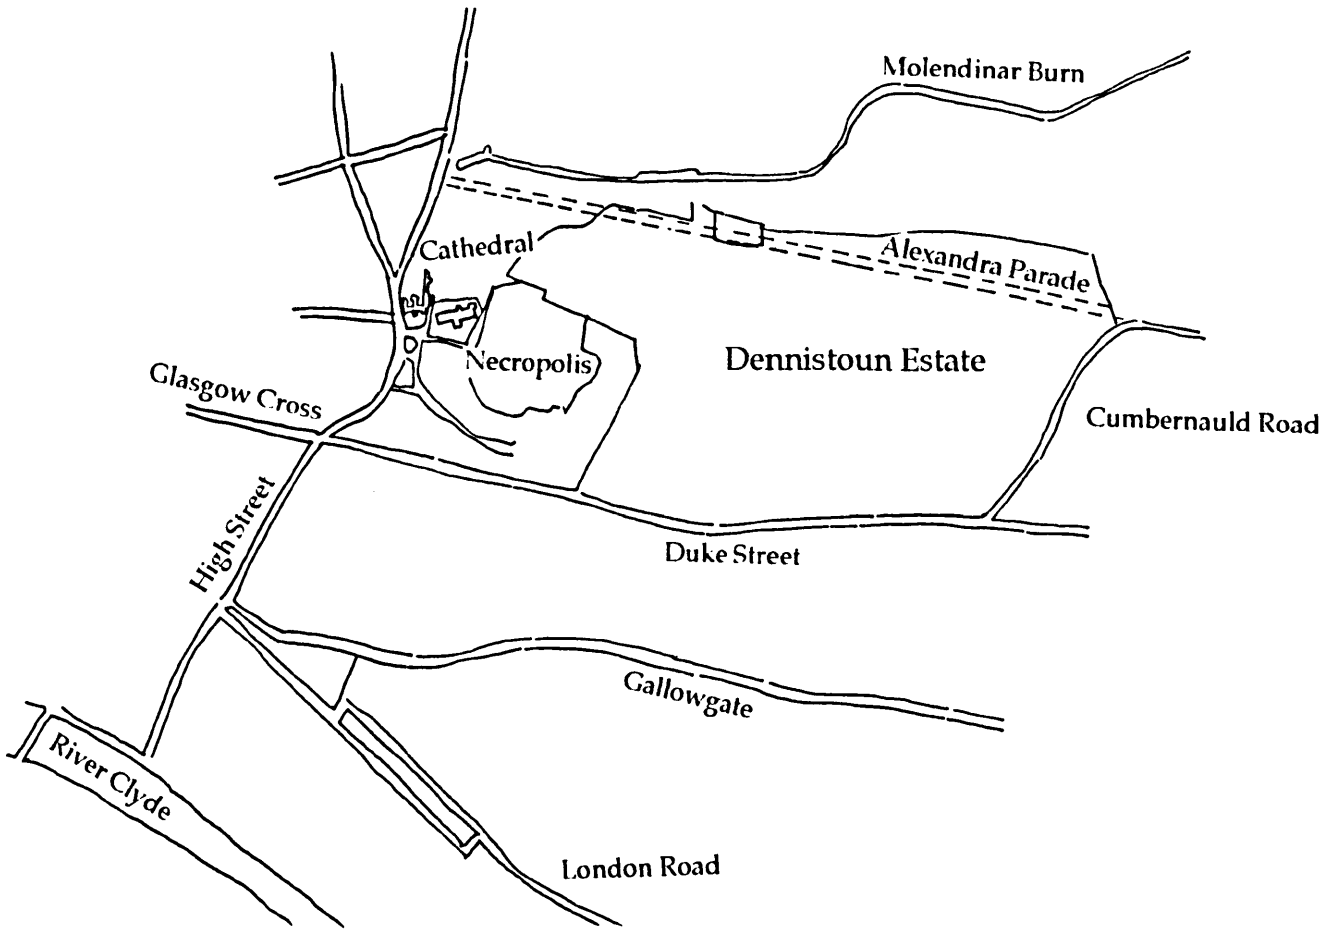 Molendinar Burn
Cathedral
Alexandra Parade
Necropolis
Dennistoun Estate
Glasgow Cross
Cumbernauld Road
High Street
Duke Street
Gallowgate
River Clyde
London Road